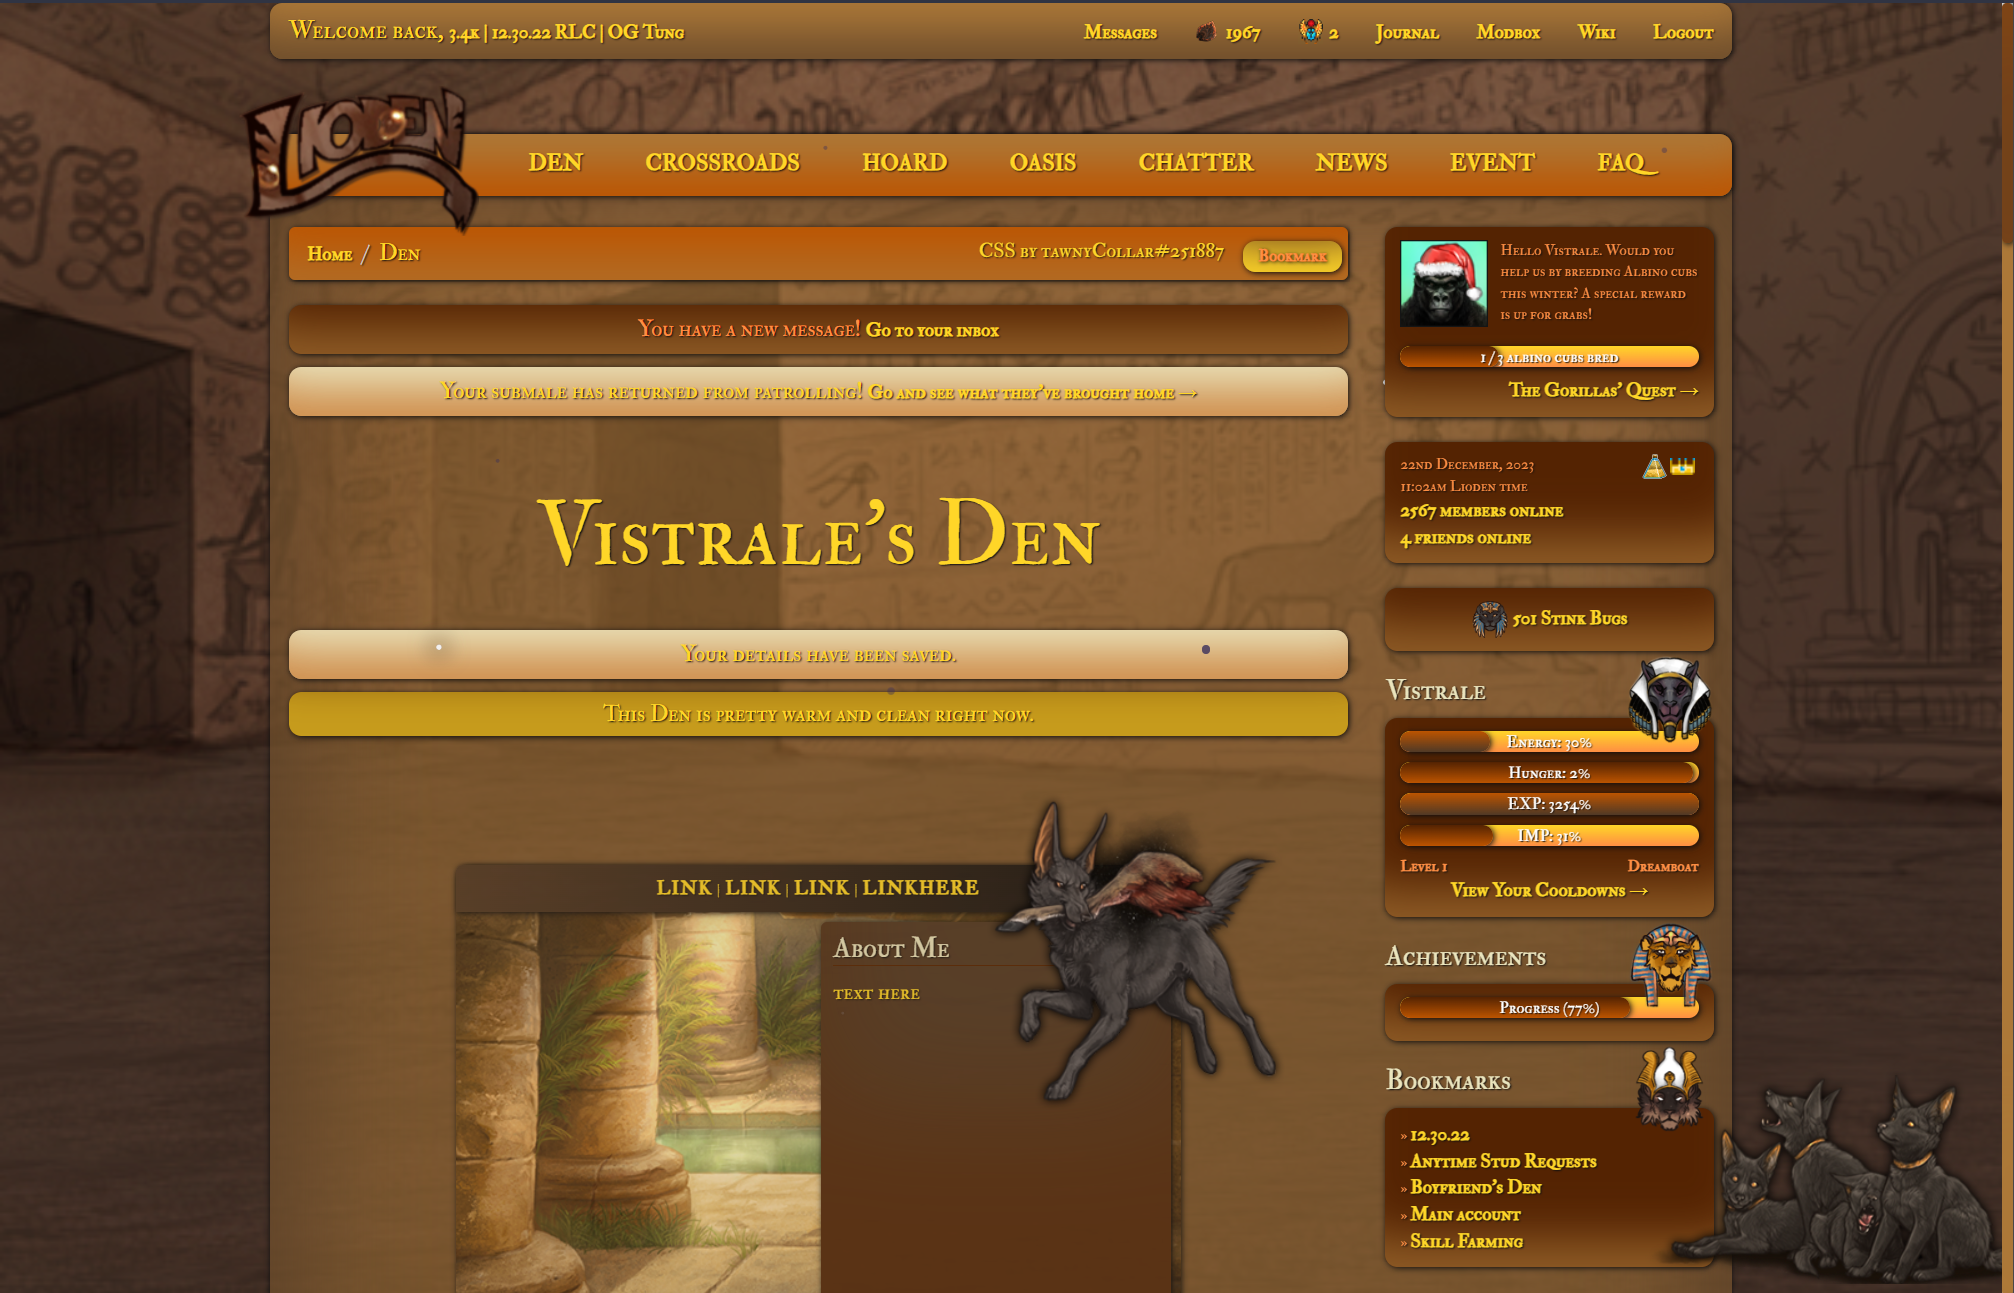 Welcome back, 3.4k | 12.30.22 RLC | OG Tung
Messages 1967 2 Journal Modbox Wiki Logout
LIODEN
DEN CROSSROADS HOARD OASIS CHATTER NEWS EVENT FAQ
Home / Den
CSS by tawnyCollar#251887 Bookmark
You have a new message! Go to your inbox
Your submale has returned from patrolling! Go and see what they've brought home →
Vistrale's Den
Your details have been saved.
This Den is pretty warm and clean right now.
LINK | LINK | LINK | LINKHERE
About Me
text here
Hello Vistrale. Would you
help us by breeding Albino cubs
this winter? A special reward
is up for grabs!
1 / 3 albino cubs bred
The Gorillas' Quest →
22nd December, 2023
11:02am Lioden time
2567 members online
4 friends online
501 Stink Bugs
Vistrale
Energy: 30%
Hunger: 2%
EXP: 3254%
IMP: 31%
Level 1 Dreamboat
View Your Cooldowns →
Achievements
Progress (77%)
Bookmarks
» 12.30.22
» Anytime Stud Requests
» Boyfriend's Den
» Main account
» Skill Farming